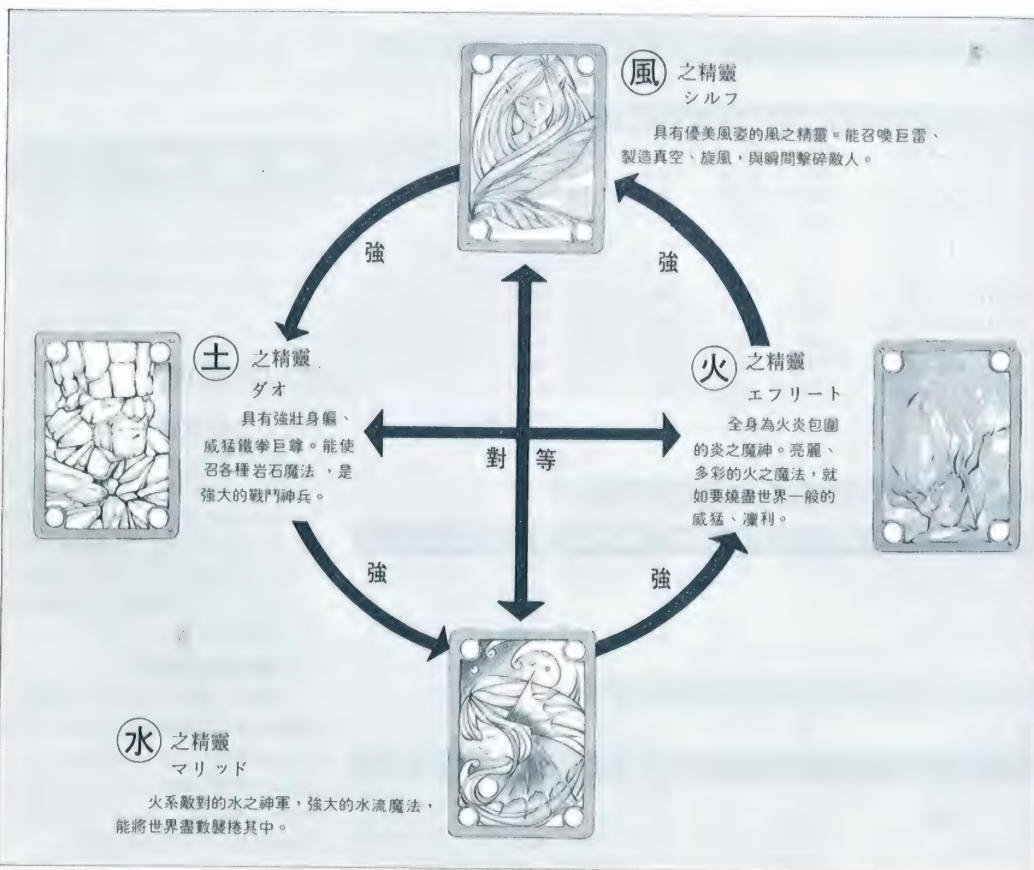 風 之精靈
シルフ
具有優美風姿的風之精靈。能召喚巨雷、
製造真空、旋風，與瞬間擊碎敵人。
強
強
土 之精靈
ダオ
具有強壯身軀、
威猛鐵拳巨尊。能使
召各種岩石魔法，是
強大的戰鬥神兵。
火 之精靈
エフリート
全身為火炎包圍
的炎之魔神。亮麗、
多彩的火之魔法，就
如要燒盡世界一般的
威猛、凜利。
對等
強
強
水 之精靈
マリッド
火系敵對的水之神軍，強大的水流魔法，
能將世界盡數襲捲其中。